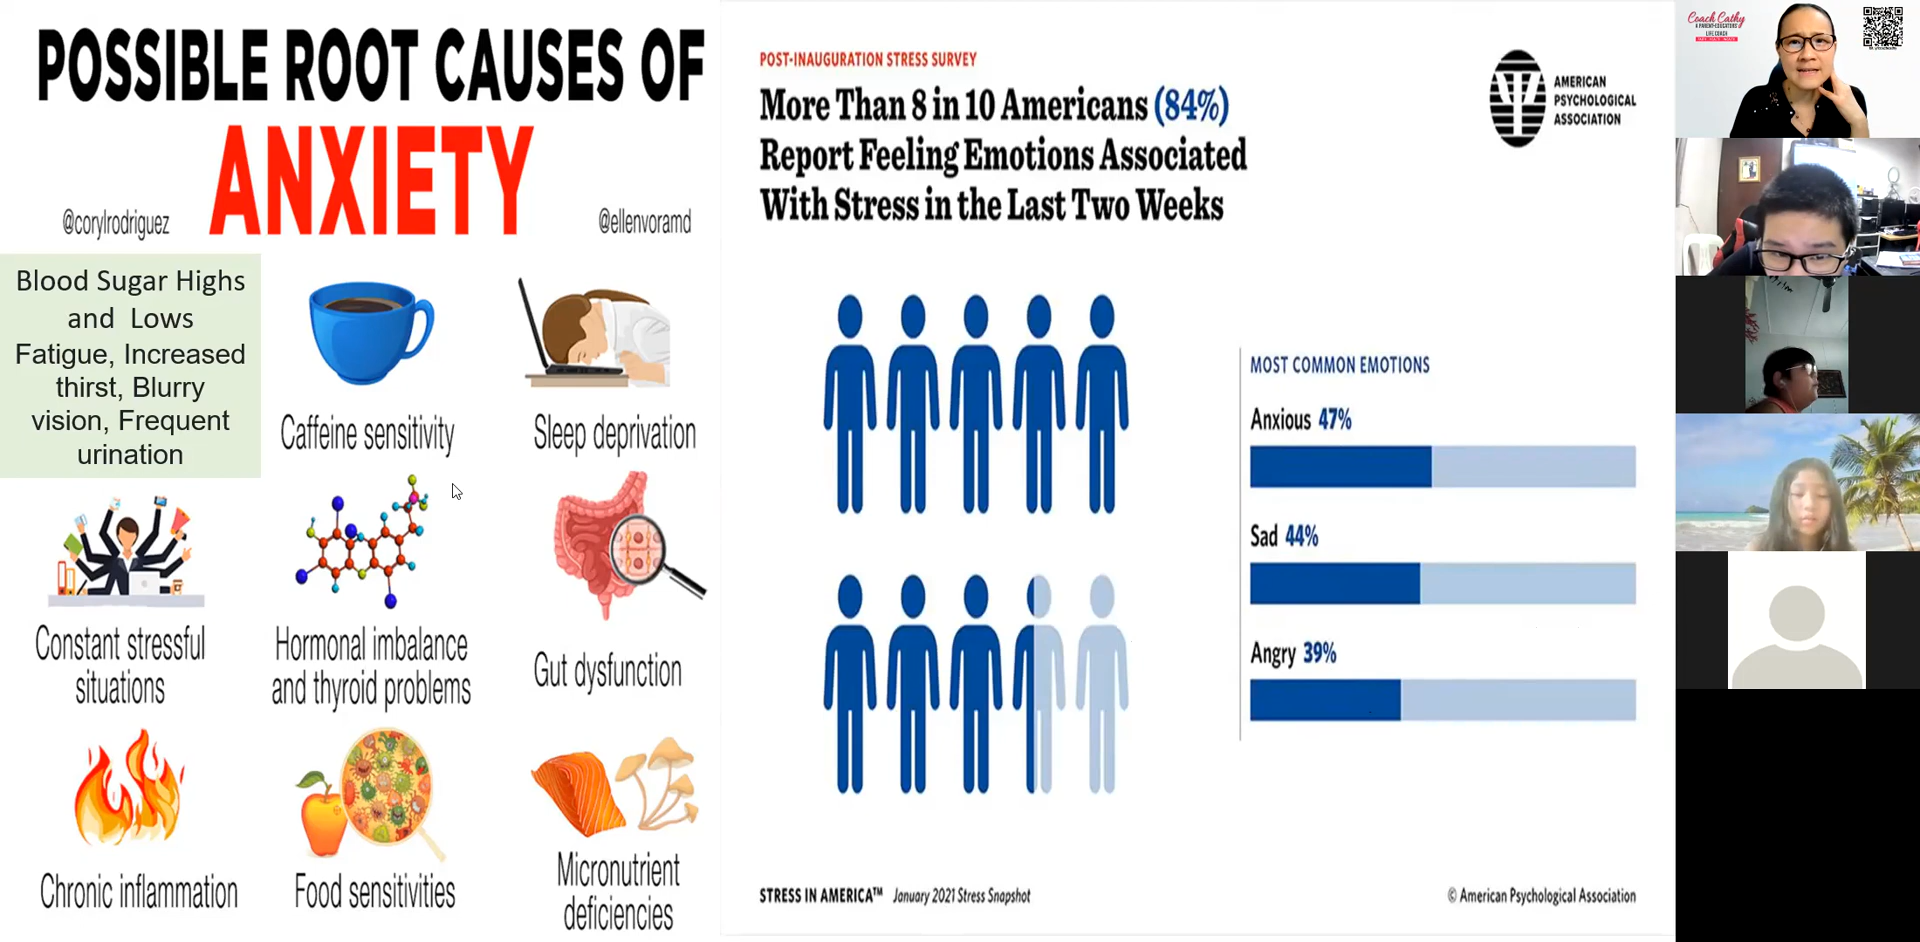 POSSIBLE ROOT CAUSES OF
ANXIETY
@corylrodriguez
@ellenvoramd
Blood Sugar Highs
and Lows
Fatigue, Increased
thirst, Blurry
vision, Frequent
urination
Caffeine sensitivity
Sleep deprivation
Constant stressful
situations
Hormonal imbalance
and thyroid problems
Gut dysfunction
Chronic inflammation
Food sensitivities
Micronutrient
deficiencies
POST-INAUGURATION STRESS SURVEY
More Than 8 in 10 Americans (84%)
Report Feeling Emotions Associated
With Stress in the Last Two Weeks
AMERICAN
PSYCHOLOGICAL
ASSOCIATION
MOST COMMON EMOTIONS
Anxious 47%
Sad 44%
Angry 39%
STRESS IN AMERICA™ January 2021 Stress Snapshot
© American Psychological Association
Coach Cathy
A PARENT-EDUCATORS'
LIFE COACH